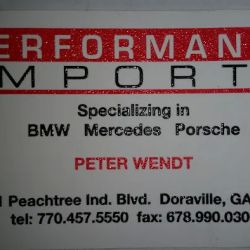 ERFORMAN
MPORT
Specializing in
BMW Mercedes Porsche
PETER WENDT
Peachtree Ind. Blvd. Doraville, GA
tel: 770.457.5550 fax: 678.990.030